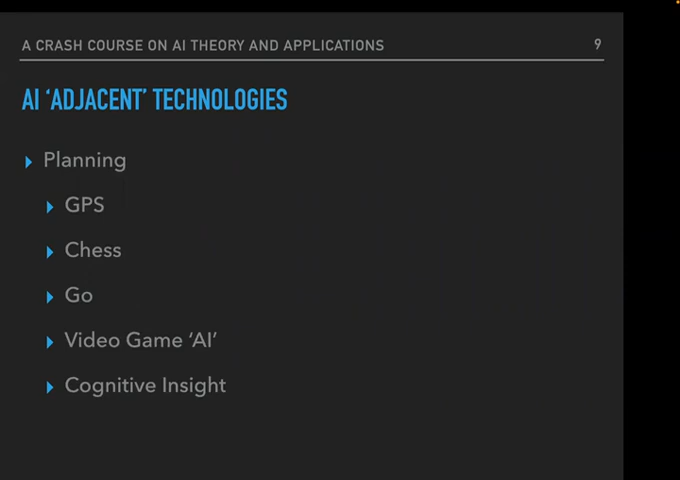 A CRASH COURSE ON AI THEORY AND APPLICATIONS 9
AI ‘ADJACENT’ TECHNOLOGIES
Planning
GPS
Chess
Go
Video Game ‘AI’
Cognitive Insight